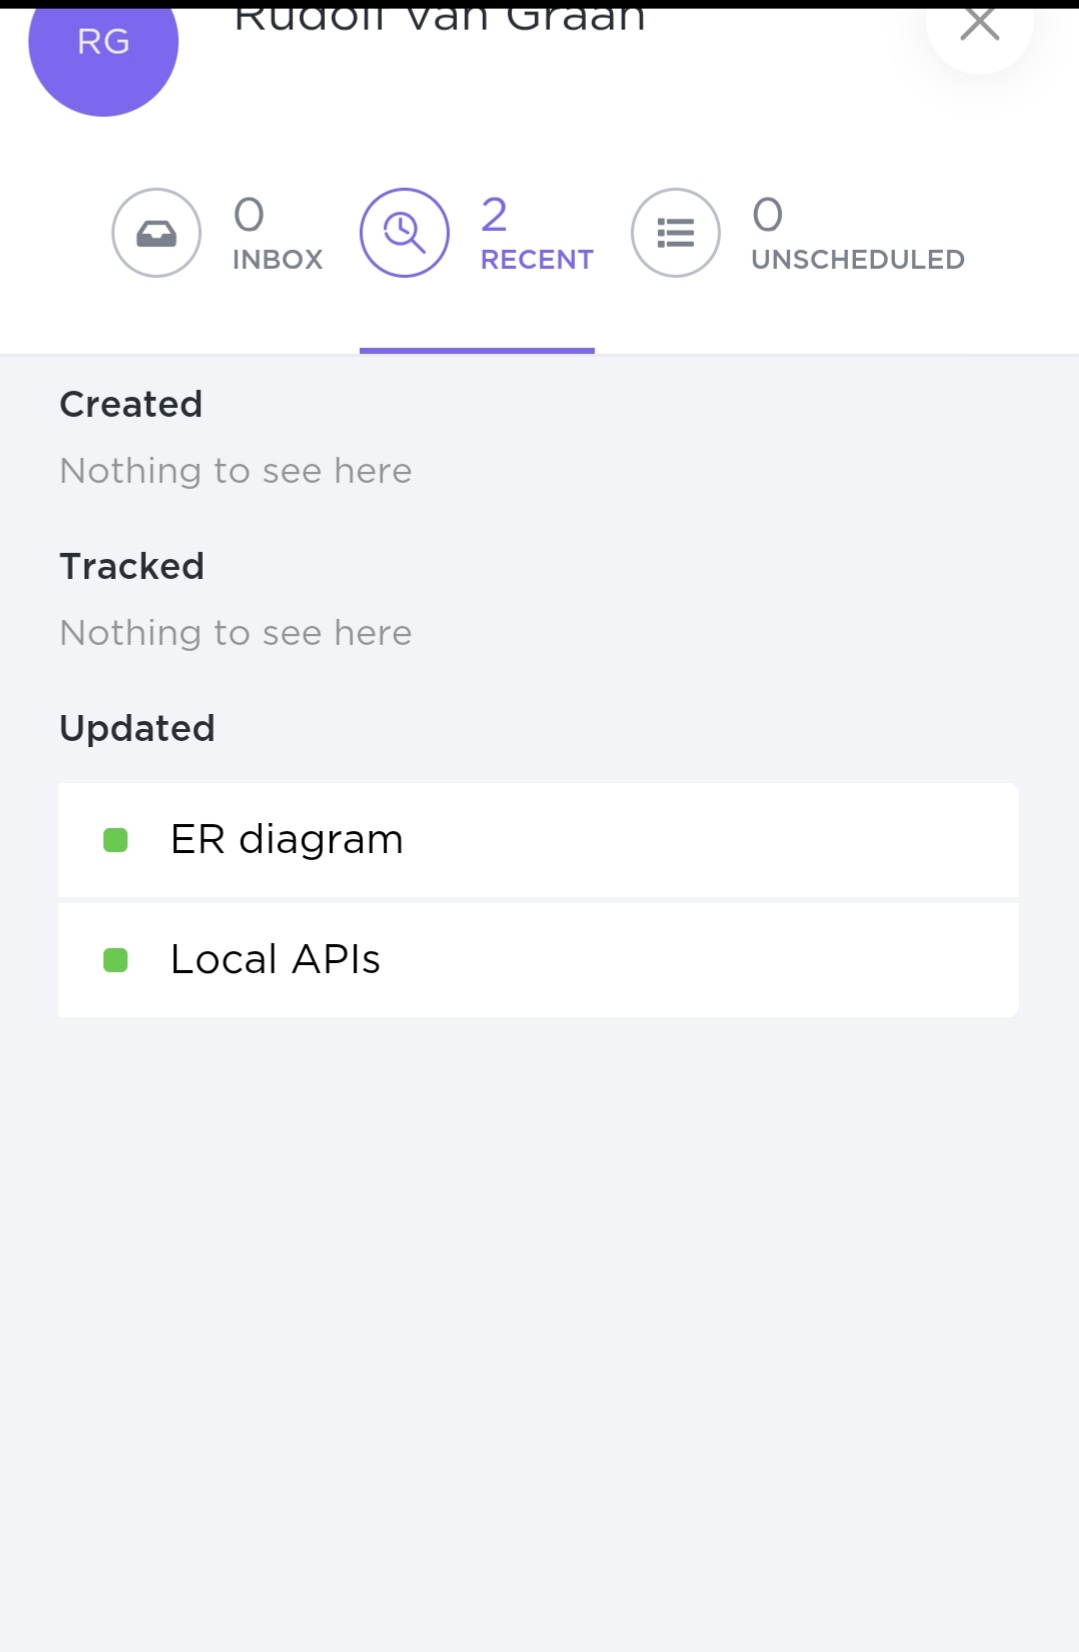 RG
Rudolf Van Graan
0
INBOX
2
RECENT
0
UNSCHEDULED
Created
Nothing to see here
Tracked
Nothing to see here
Updated
ER diagram
Local APIs